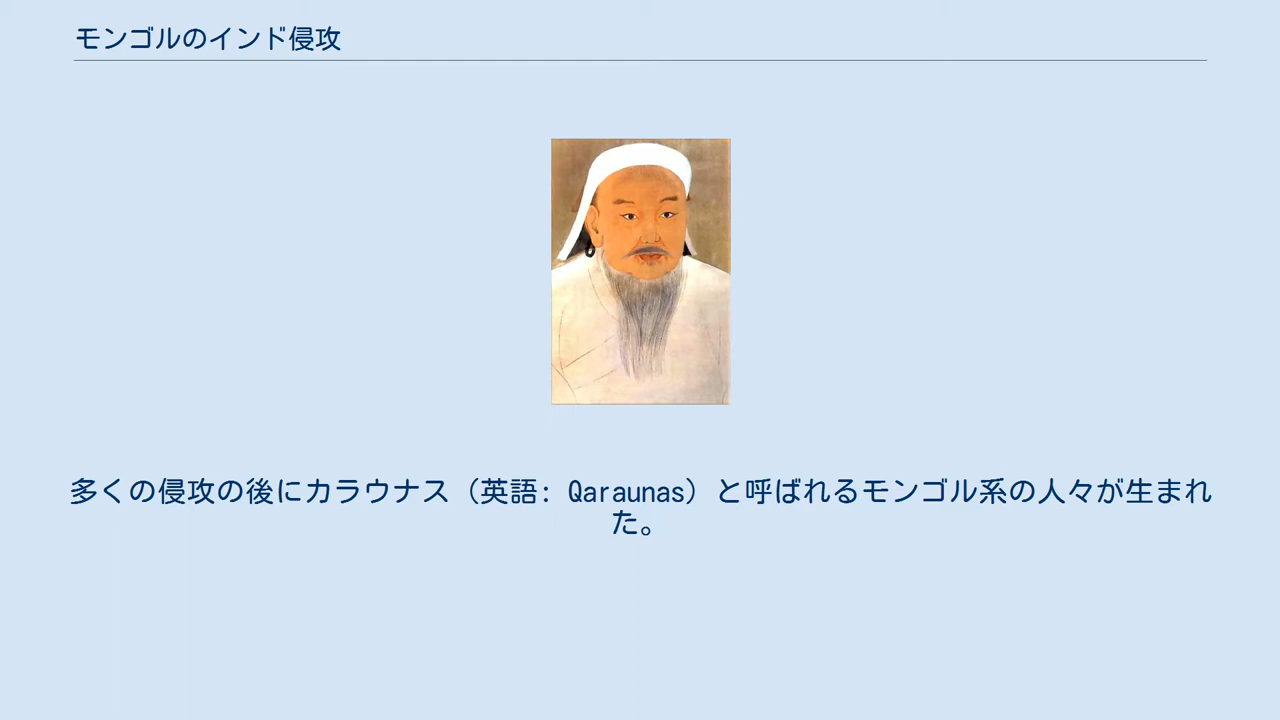 モンゴルのインド侵攻
多くの侵攻の後にカラウナス（英語: Qaraunas）と呼ばれるモンゴル系の人々が生まれ
た。